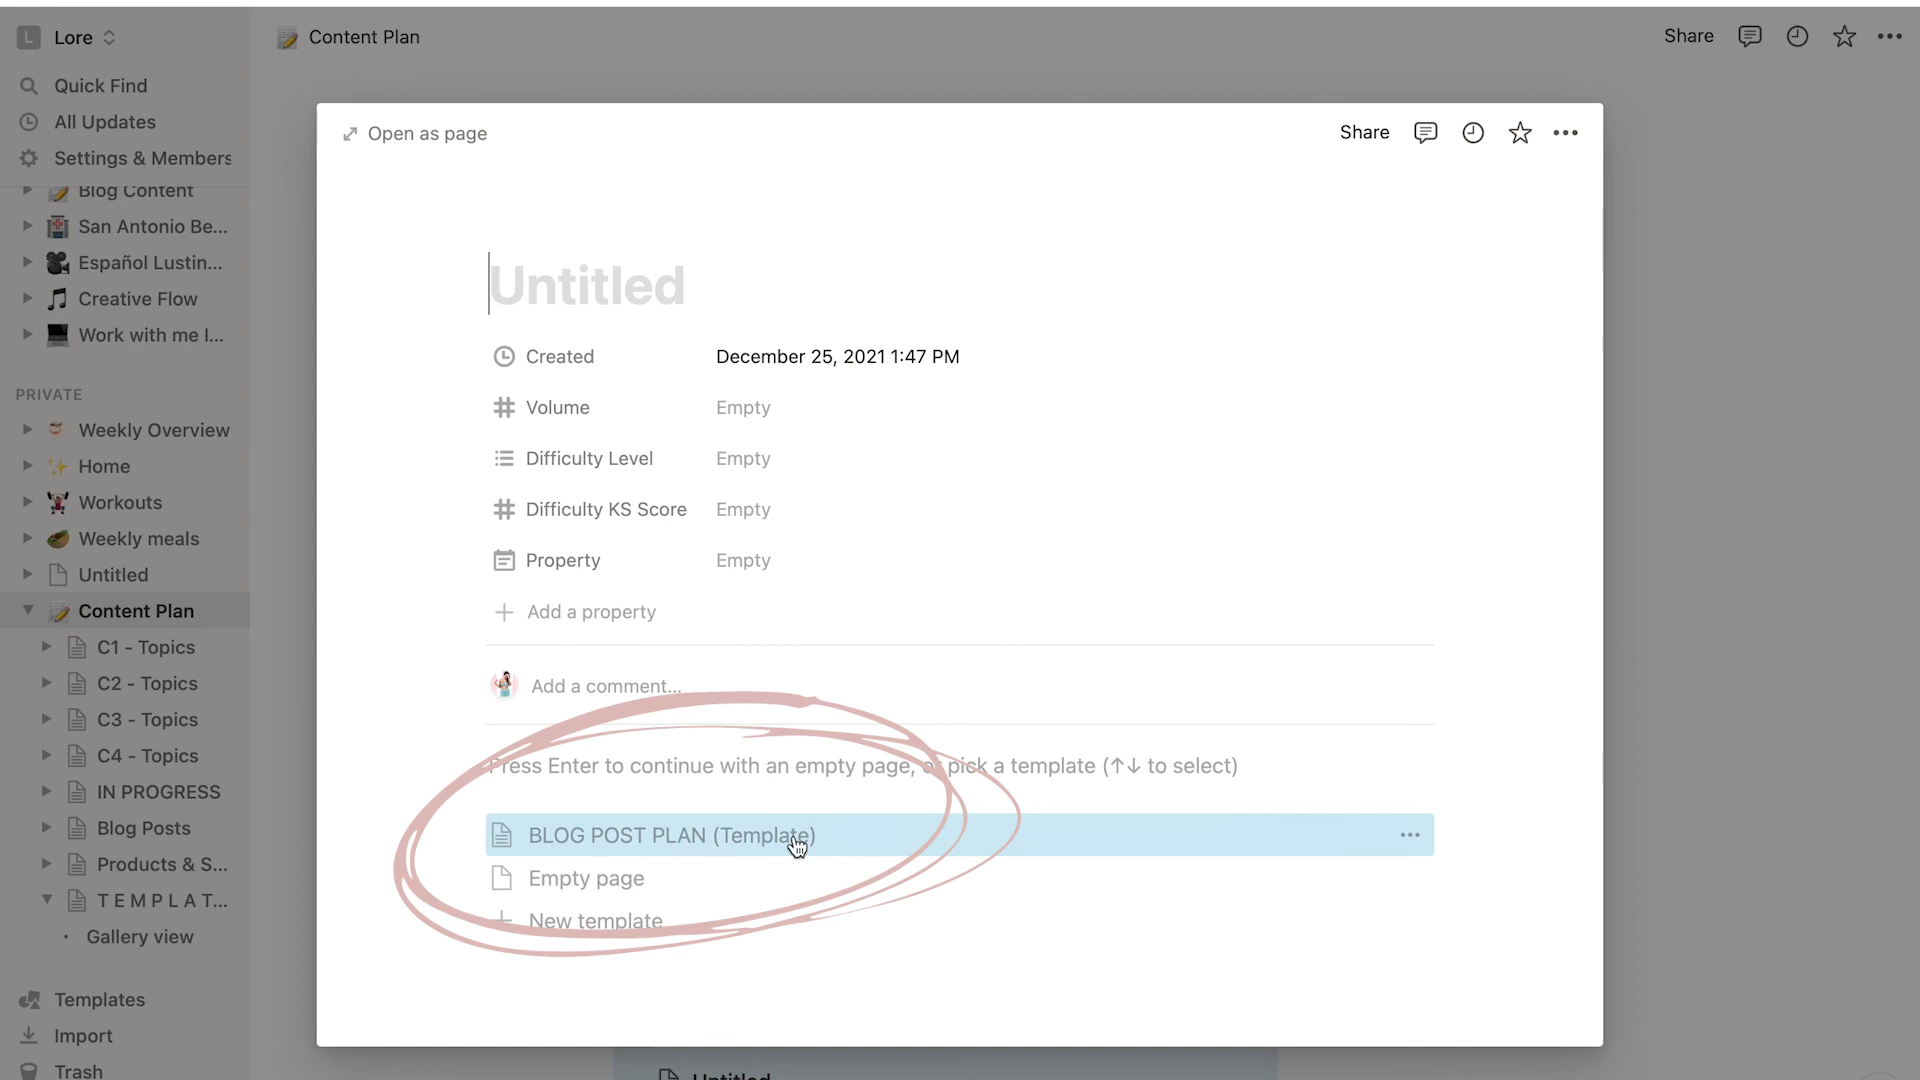 L Lore
Content Plan
Share
Quick Find
All Updates
Settings & Members
Blog Content
San Antonio Be...
Español Lustin...
Creative Flow
Work with me I...
PRIVATE
Weekly Overview
Home
Workouts
Weekly meals
Untitled
Content Plan
C1 - Topics
C2 - Topics
C3 - Topics
C4 - Topics
IN PROGRESS
Blog Posts
Products & S...
T E M P L A T...
Gallery view
Templates
Import
Trash
Open as page
Share
Untitled
Created December 25, 2021 1:47 PM
Volume Empty
Difficulty Level Empty
Difficulty KS Score Empty
Property Empty
Add a property
Add a comment...
Press Enter to continue with an empty page, or pick a template (↑↓ to select)
BLOG POST PLAN (Template)
Empty page
New template
Untitled